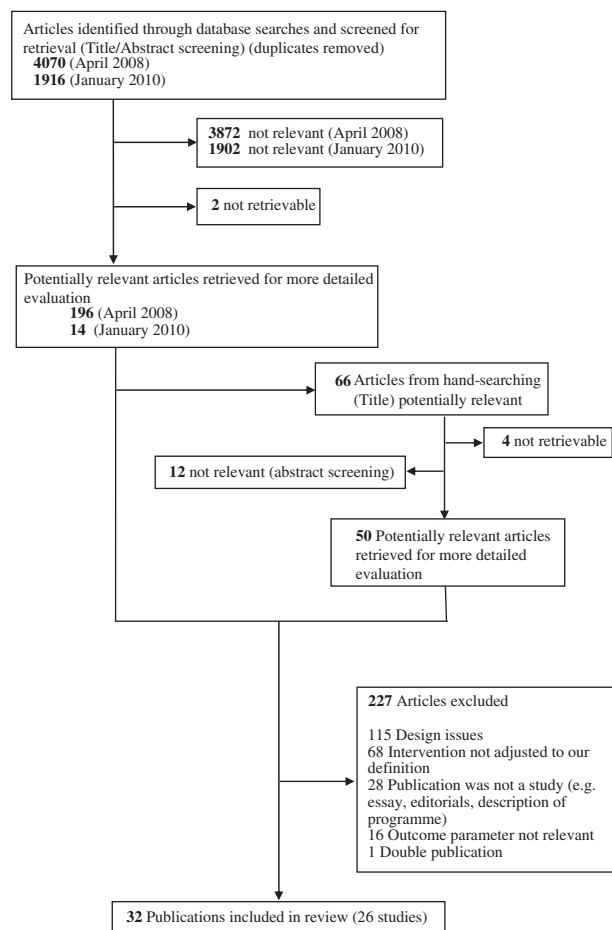 Articles identified through database searches and screened for
retrieval (Title/Abstract screening) (duplicates removed)
4070 (April 2008)
1916 (January 2010)
3872 not relevant (April 2008)
1902 not relevant (January 2010)
2 not retrievable
Potentially relevant articles retrieved for more detailed
evaluation
196 (April 2008)
14 (January 2010)
66 Articles from hand-searching
(Title) potentially relevant
4 not retrievable
12 not relevant (abstract screening)
50 Potentially relevant articles
retrieved for more detailed
evaluation
227 Articles excluded
115 Design issues
68 Intervention not adjusted to our
definition
28 Publication was not a study (e.g.
essay, editorials, description of
programme)
16 Outcome parameter not relevant
1 Double publication
32 Publications included in review (26 studies)